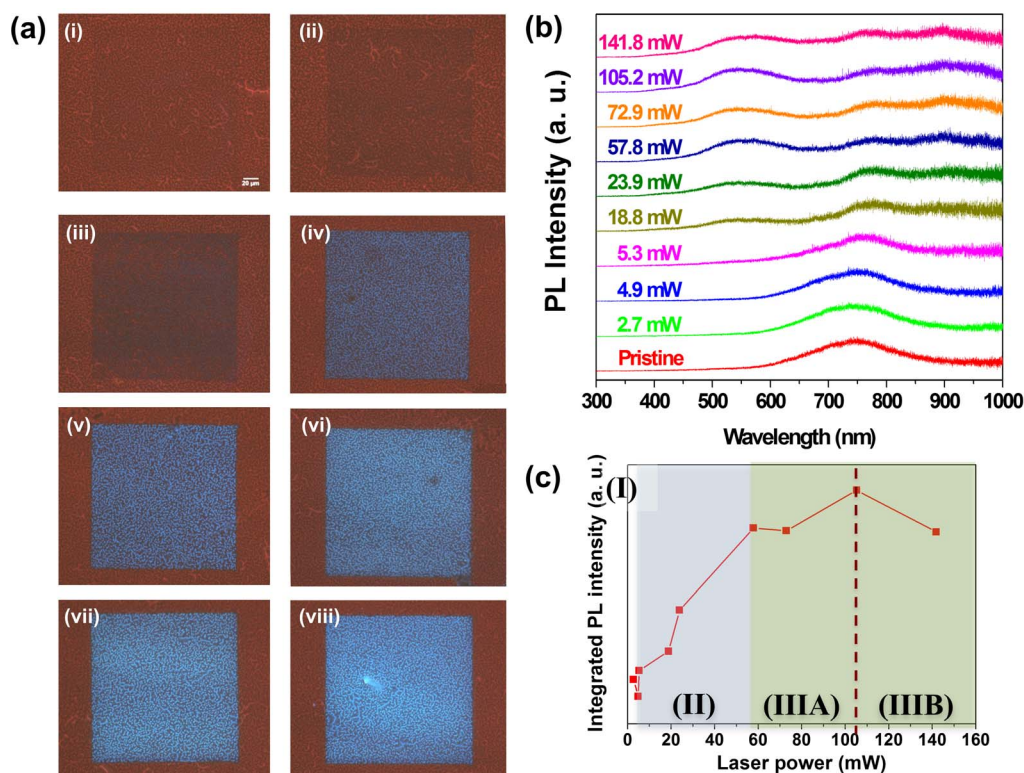 (a)
(i)
20 µm
(ii)
(iii)
(iv)
(v)
(vi)
(vii)
(viii)
(b)
PL Intensity (a. u.)
141.8 mW
105.2 mW
72.9 mW
57.8 mW
23.9 mW
18.8 mW
5.3 mW
4.9 mW
2.7 mW
Pristine
300 400 500 600 700 800 900 1000
Wavelength (nm)
(c)
Integrated PL intensity (a. u.)
(I)
(II) (IIIA) (IIIB)
0 20 40 60 80 100 120 140 160
Laser power (mW)